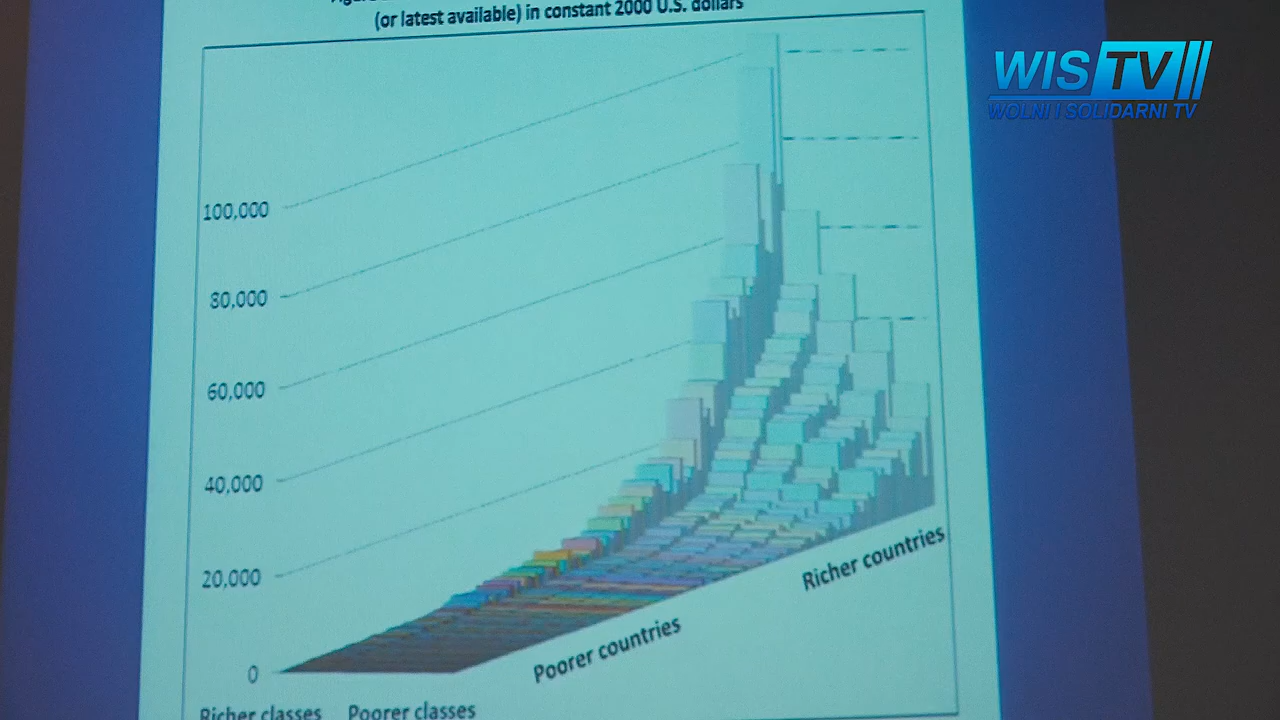 (or latest available) in constant 2000 U.S. dollars
WIS TV
WOLNI I SOLIDARNI TV
100,000
80,000
60,000
40,000
20,000
0
Richer countries
Poorer countries
Richer classes Poorer classes